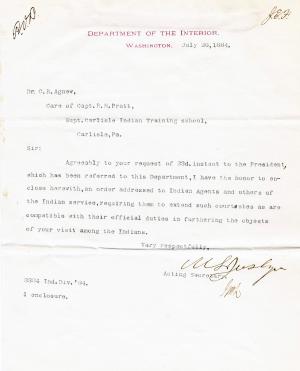 DEPARTMENT OF THE INTERIOR,
WASHINGTON. July 26, 1884.
Dr. C. R. Agnew,
Care of Capt. R. H. Pratt,
Supt. Carlisle Indian Training school,
Carlisle, Pa.
Sir:
Agreeably to your request of 23d. instant to the President,
which has been referred to this Department, I have the honor to en-
close herewith, an order addressed to Indian Agents and others of
the Indian service, requiring them to extend such courtesies as are
compatible with their official duties in furthering the objects
of your visit among the Indians.
Very respectfully,
M L Joslyn
Acting Secretary.
Ind. Div. '84.
1 enclosure.